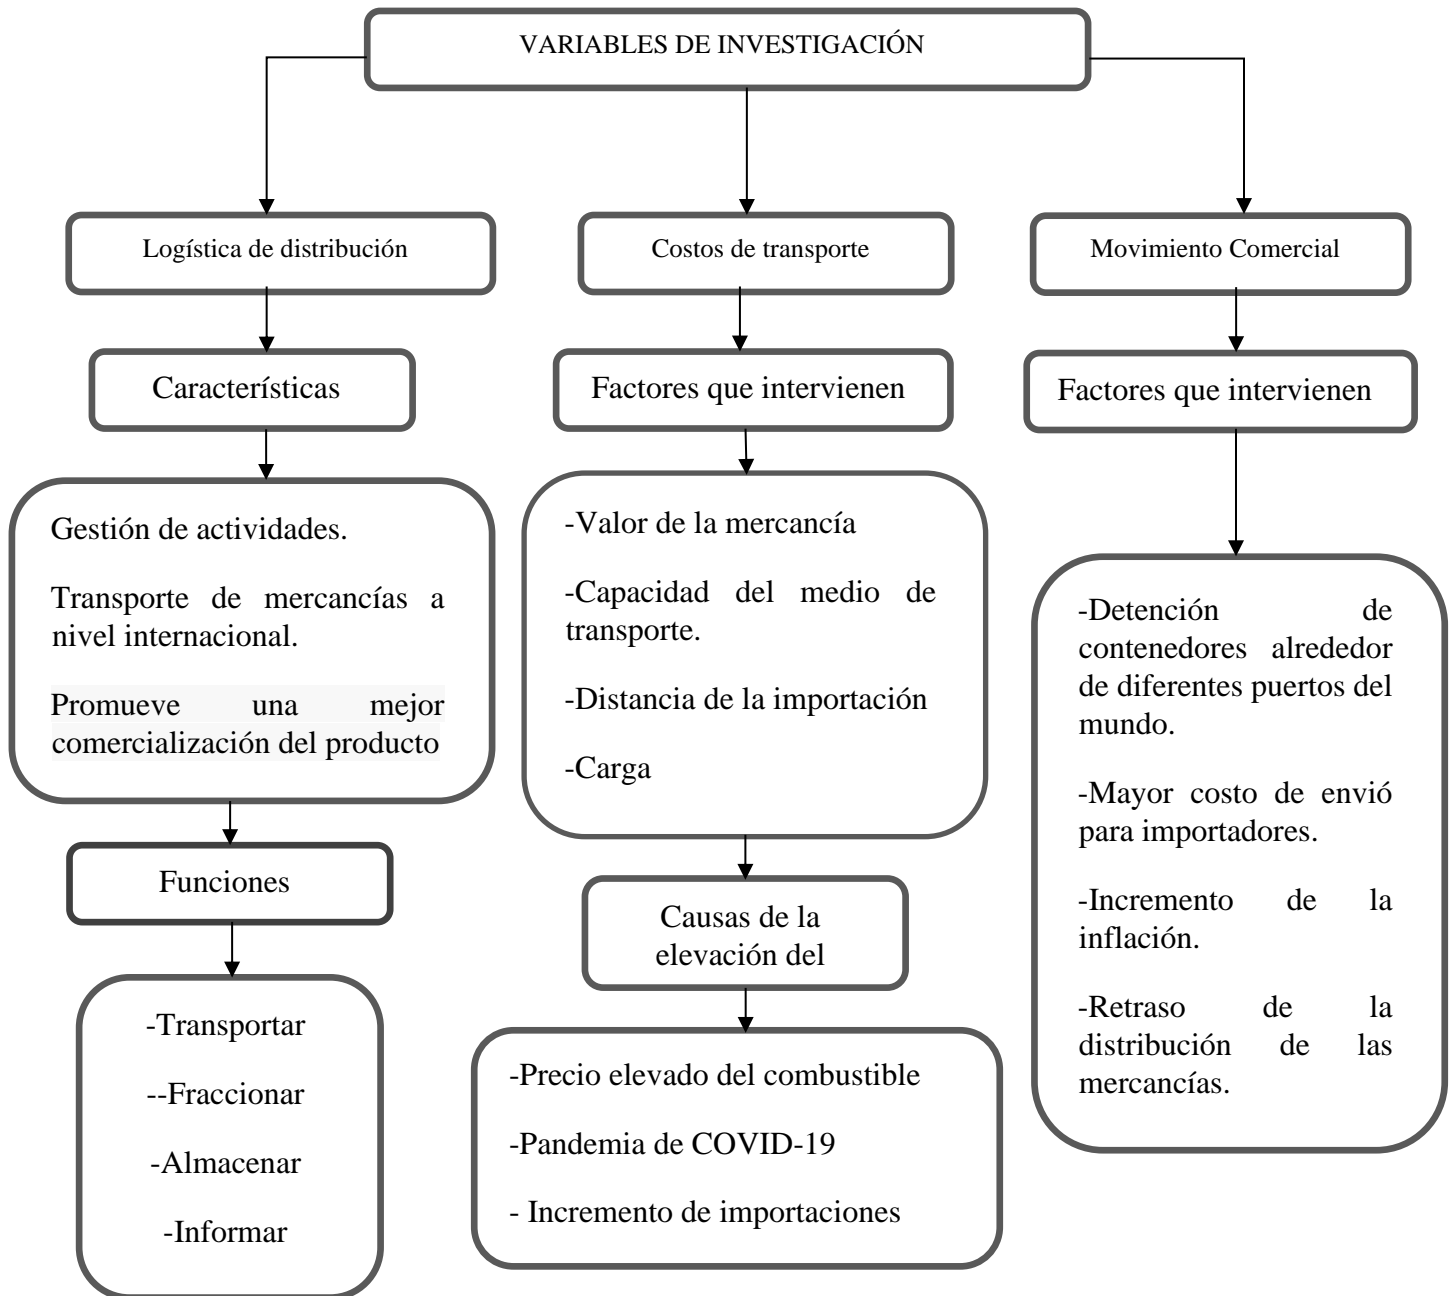 VARIABLES DE INVESTIGACIÓN
Logística de distribución
Características
Gestión de actividades.
Transporte de mercancías a
nivel internacional.
Promueve una mejor
comercialización del producto
Funciones
-Transportar
--Fraccionar
-Almacenar
-Informar
Costos de transporte
Factores que intervienen
-Valor de la mercancía
-Capacidad del medio de
transporte.
-Distancia de la importación
-Carga
Causas de la
elevación del
-Precio elevado del combustible
-Pandemia de COVID-19
- Incremento de importaciones
Movimiento Comercial
Factores que intervienen
-Detención de
contenedores alrededor
de diferentes puertos del
mundo.
-Mayor costo de envió
para importadores.
-Incremento de la
inflación.
-Retraso de la
distribución de las
mercancías.